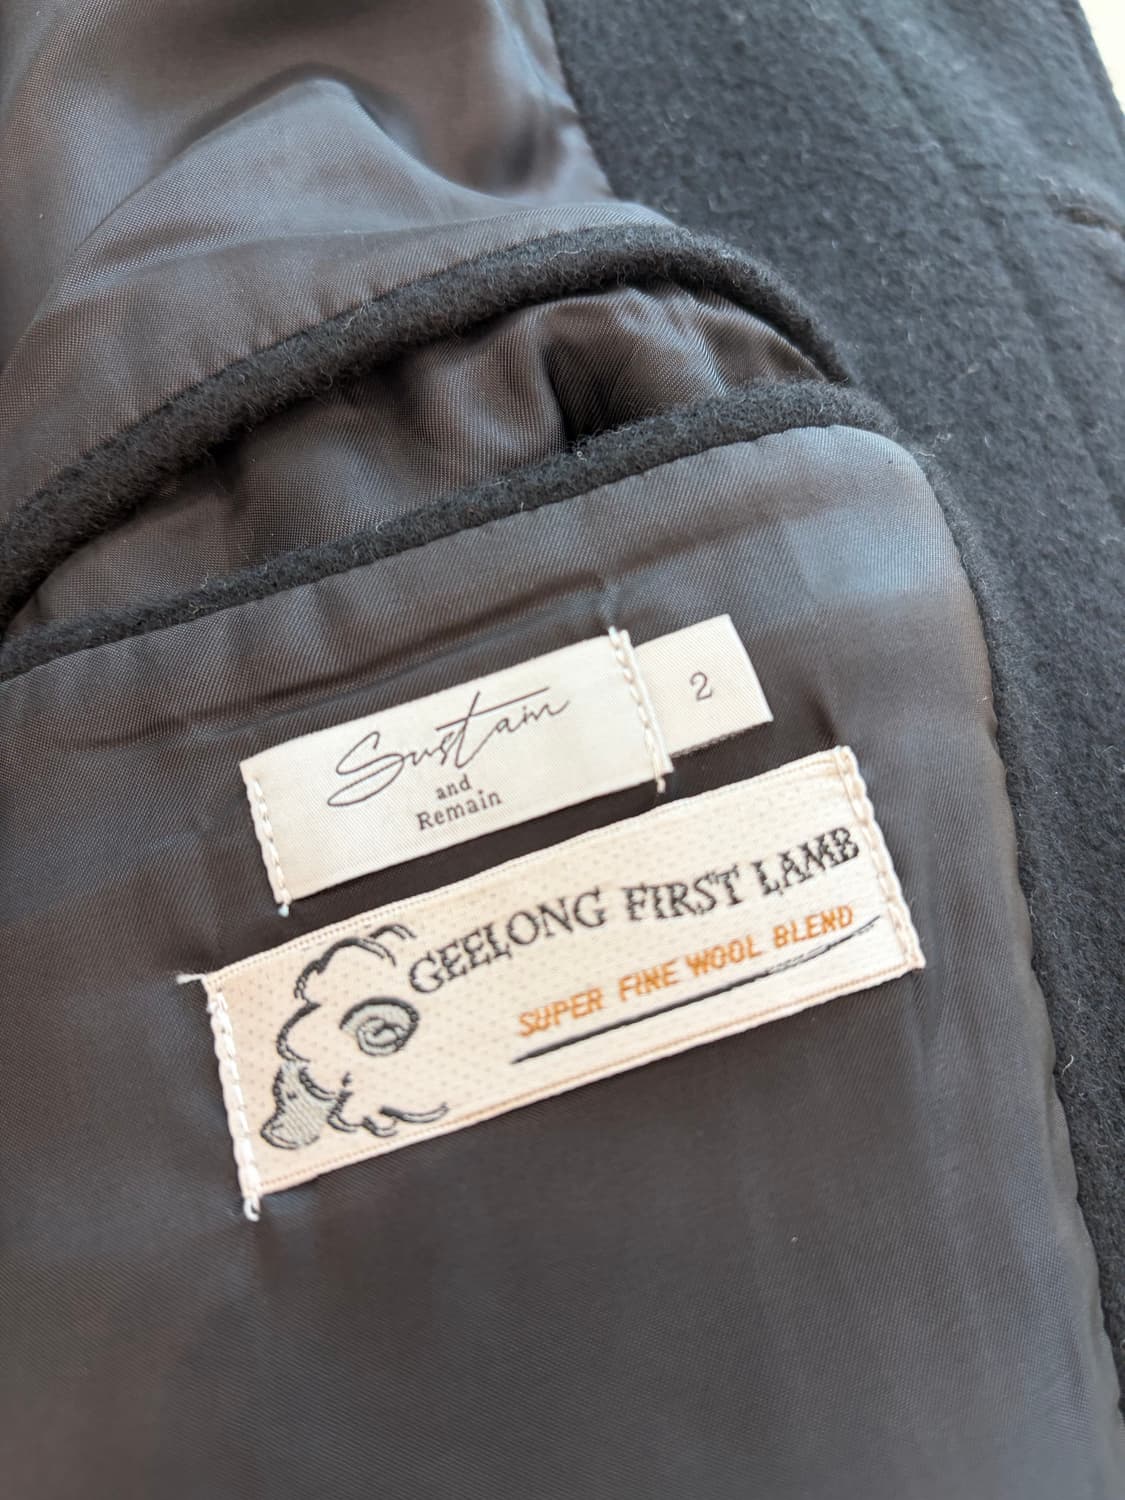 Sustain
and
Remain
2
GEELONG FIRST LAMB
SUPER FINE WOOL BLEND